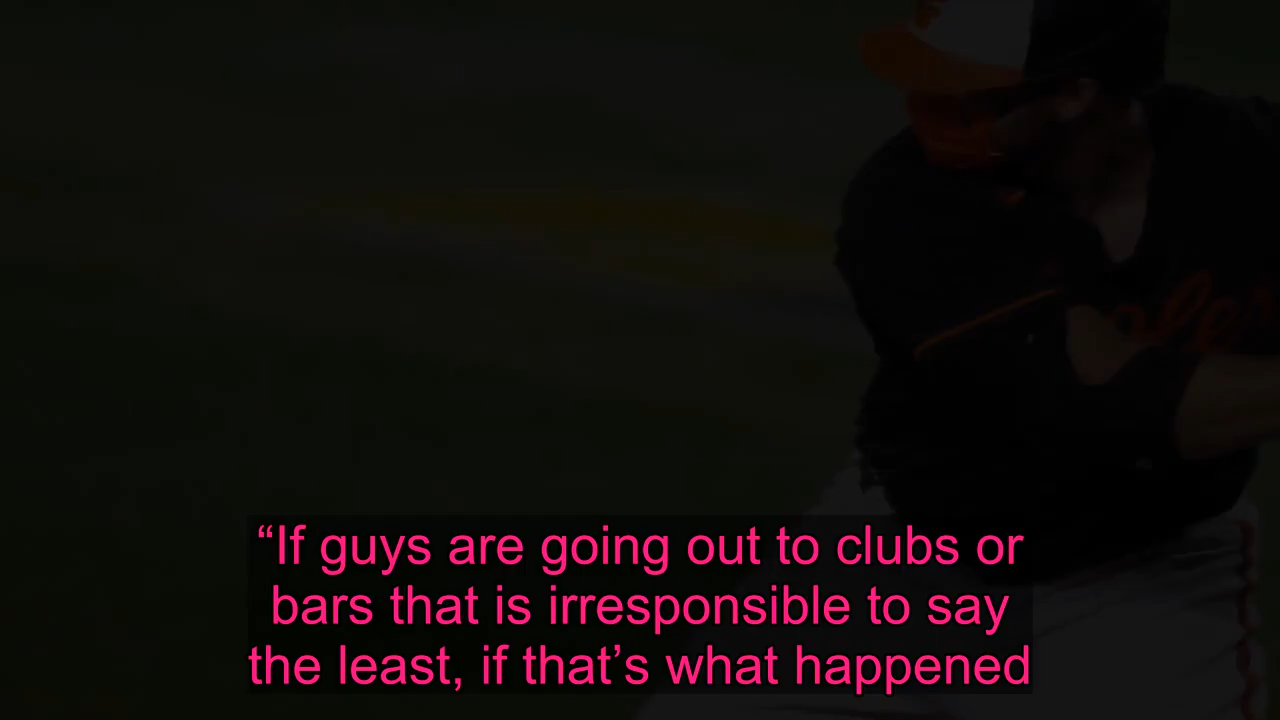 “If guys are going out to clubs or
bars that is irresponsible to say
the least, if that’s what happened